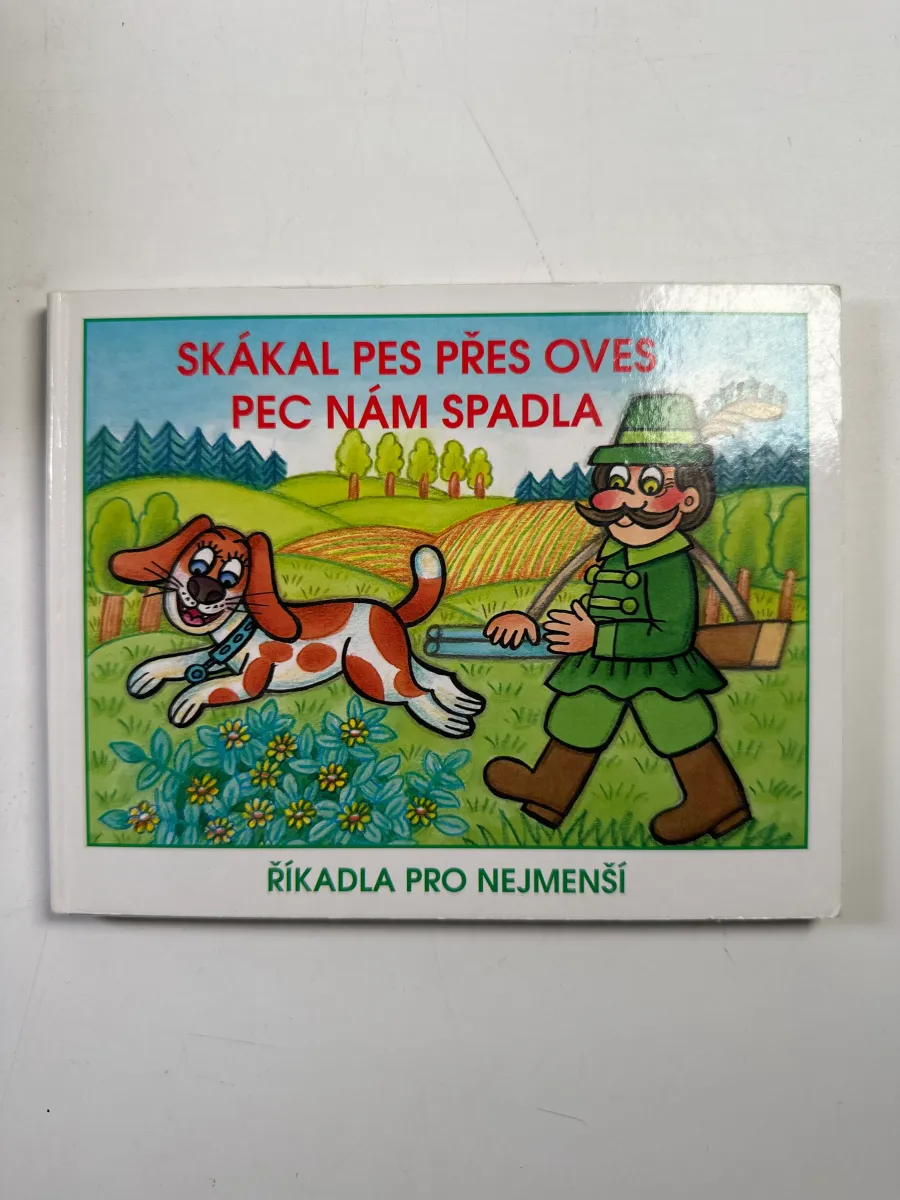 SKÁKAL PES PŘES OVES
PEC NÁM SPADLA
ŘÍKADLA PRO NEJMENŠÍ